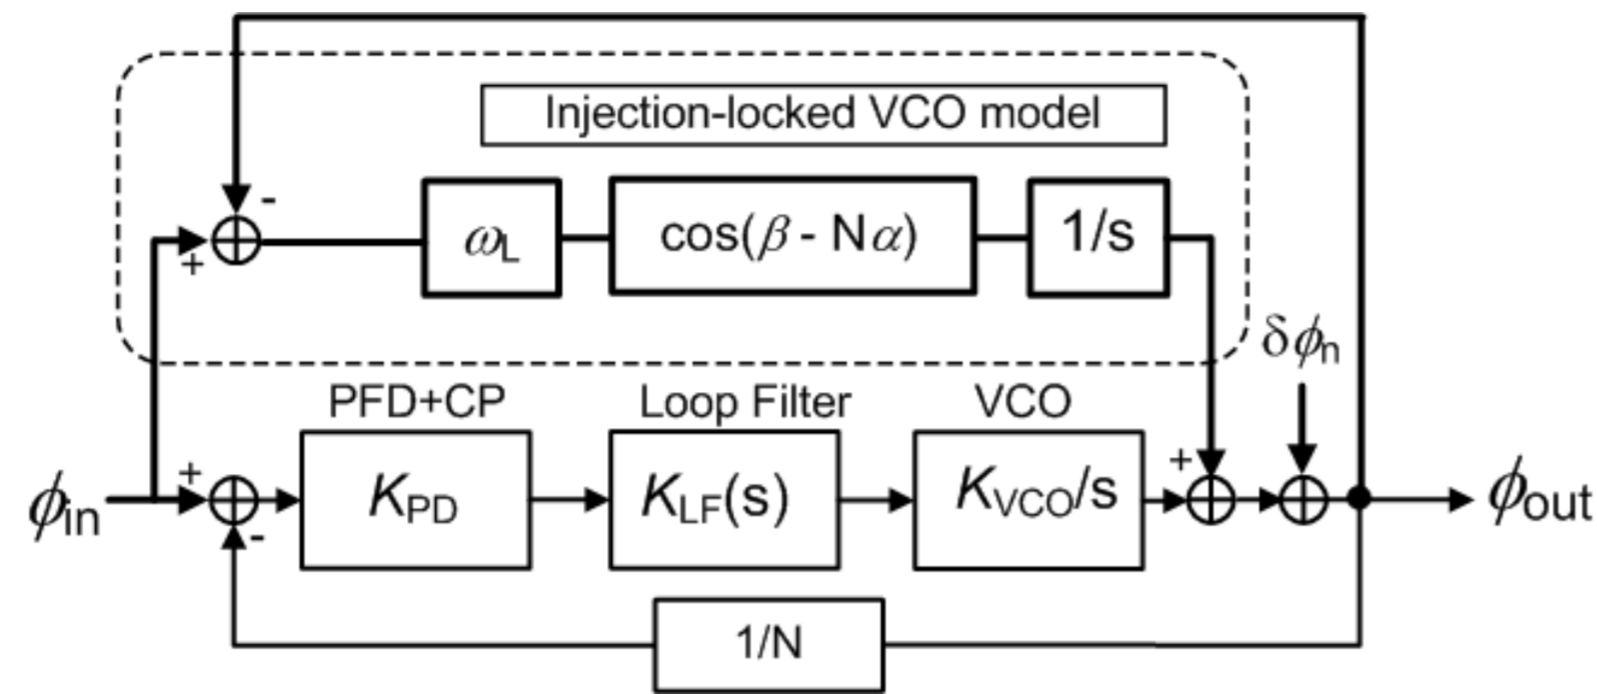 Injection-locked VCO model
-
+
ωL
cos(β - Nα)
1/s
δϕn
PFD+CP
Loop Filter
VCO
ϕin
+
-
KPD
KLF(s)
KVCO/s
+
ϕout
1/N